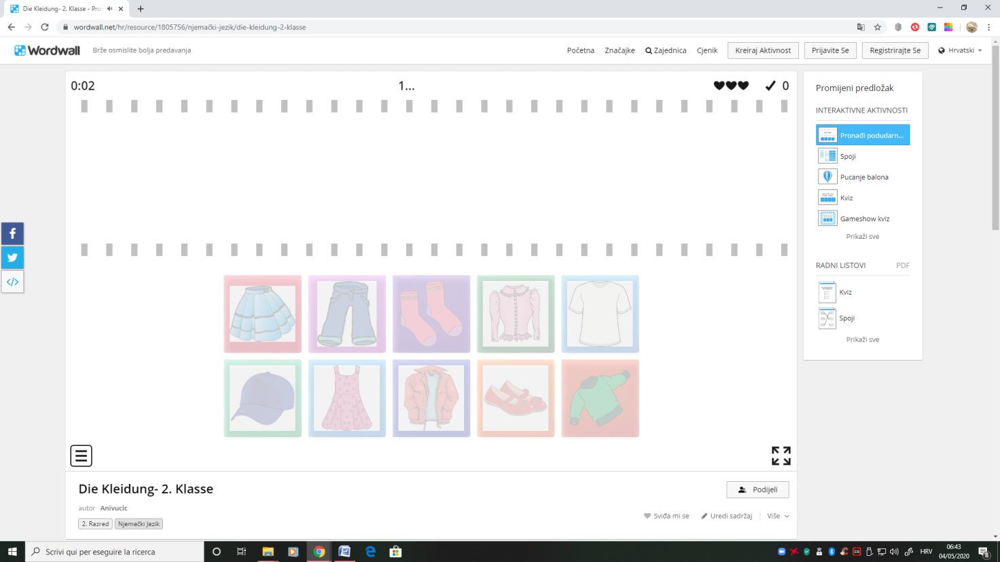 Die Kleidung- 2. Klasse - Pro
wordwall.net/hr/resource/1805756/njemački-jezik/die-kleidung-2-klasse
Wordwall
Brže osmislite bolja predavanja
Početna
Značajke
Zajednica
Cjenik
Kreiraj Aktivnost
Prijavite Se
Registrirajte Se
Hrvatski
0:02
1...
0
Promijeni predložak
INTERAKTIVNE AKTIVNOSTI
Pronađi podudarn...
Spoji
Pucanje balona
Kviz
Gameshow kviz
Prikaži sve
RADNI LISTOVI PDF
Kviz
Spoji
Prikaži sve
Die Kleidung- 2. Klasse
Podijeli
autor Anivucic
Sviđa mi se
Uredi sadržaj
Više
2. Razred
Njemački Jezik
Scrivi qui per eseguire la ricerca
HRV
06:43
04/05/2020
8